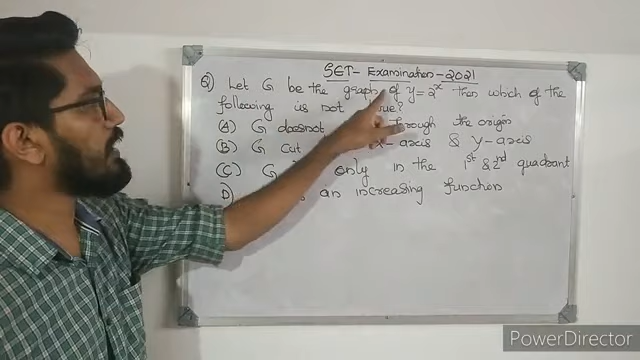 SET- Examination-2021
Q) Let G be the graph of y = 2^x then which of the
following is not true?
(A) G doesnot through the origin
(B) G cut x-axis & y-axis
(C) G only in the 1st & 2nd quadrant
D) an increasing function
PowerDirector